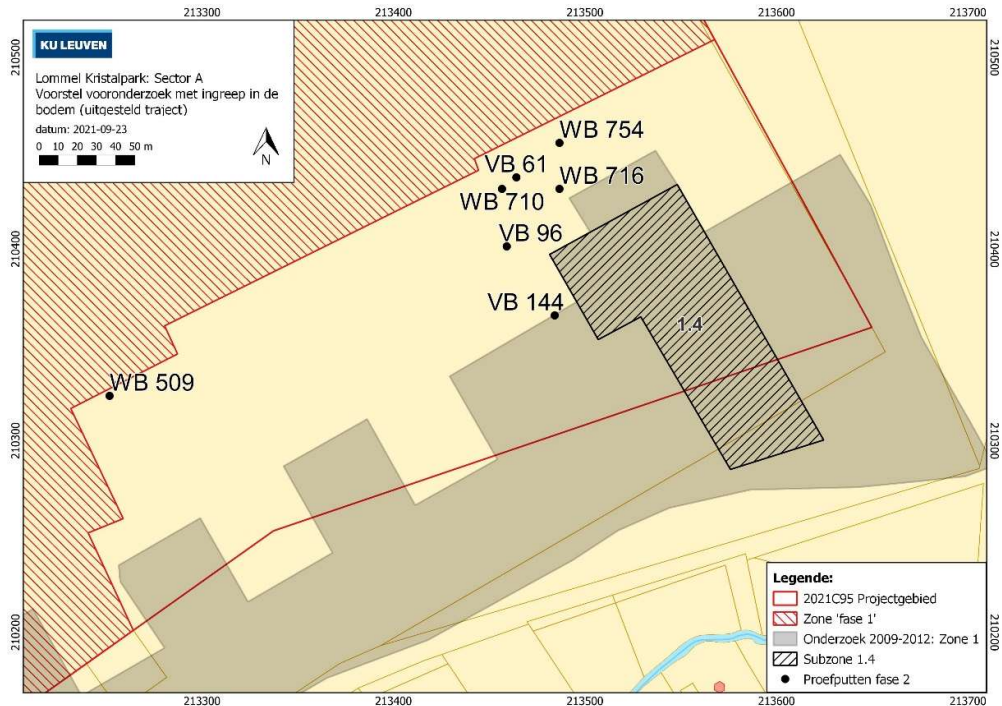 213300 213400 213500 213600 213700
210500 210500
KU LEUVEN
Lommel Kristalpark: Sector A
Voorstel vooronderzoek met ingreep in de
bodem (uitgesteld traject)
datum: 2021-09-23
0 10 20 30 40 50 m
N
WB 754
VB 61
WB 716
WB 710
VB 96
210400 210400
VB 144
1.4
WB 509
210300 210300
Legende:
2021C95 Projectgebied
Zone 'fase 1'
Onderzoek 2009-2012: Zone 1
Subzone 1.4
Proefputten fase 2
210200 210200
213300 213400 213500 213600 213700